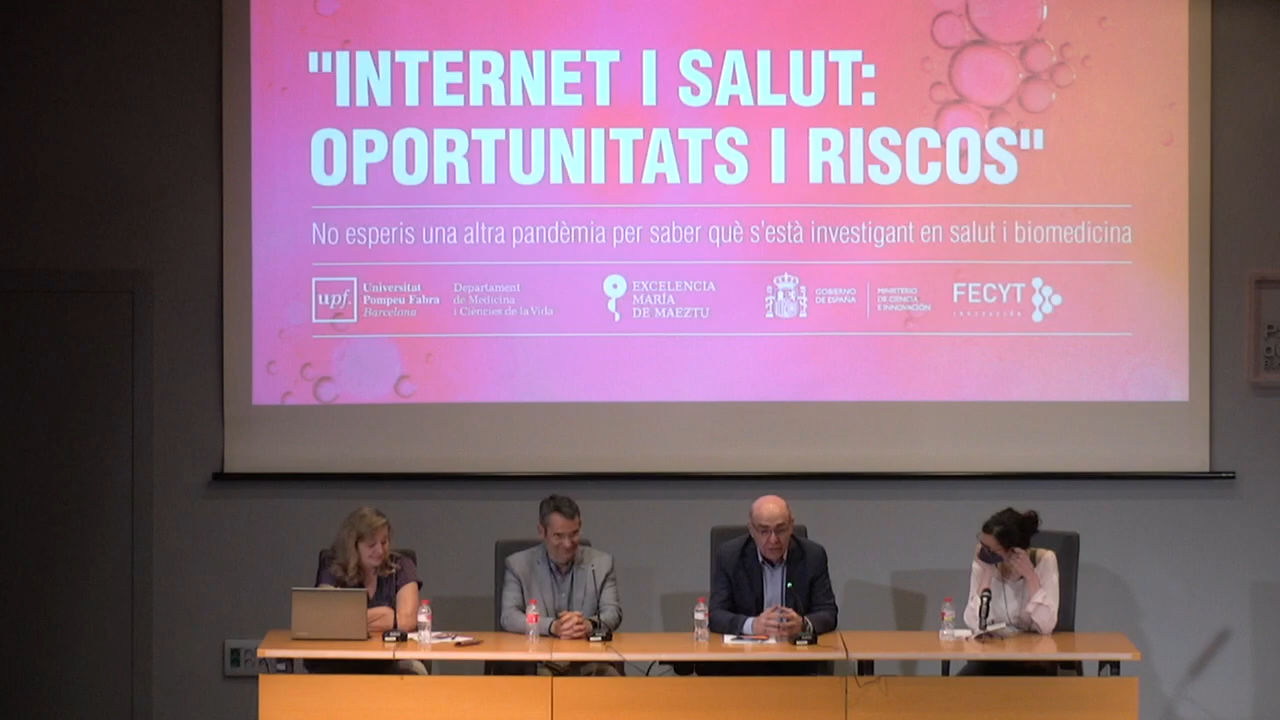 "INTERNET I SALUT:
OPORTUNITATS I RISCOS"
No esperis una altra pandèmia per saber què s'està investigant en salut i biomedicina
upf.
Universitat
Pompeu Fabra
Barcelona
Departament
de Medicina
i Ciències de la Vida
EXCELENCIA
MARÍA
DE MAEZTU
GOBIERNO
DE ESPAÑA
MINISTERIO
DE CIENCIA
E INNOVACIÓN
FECYT
INNOVACIÓN